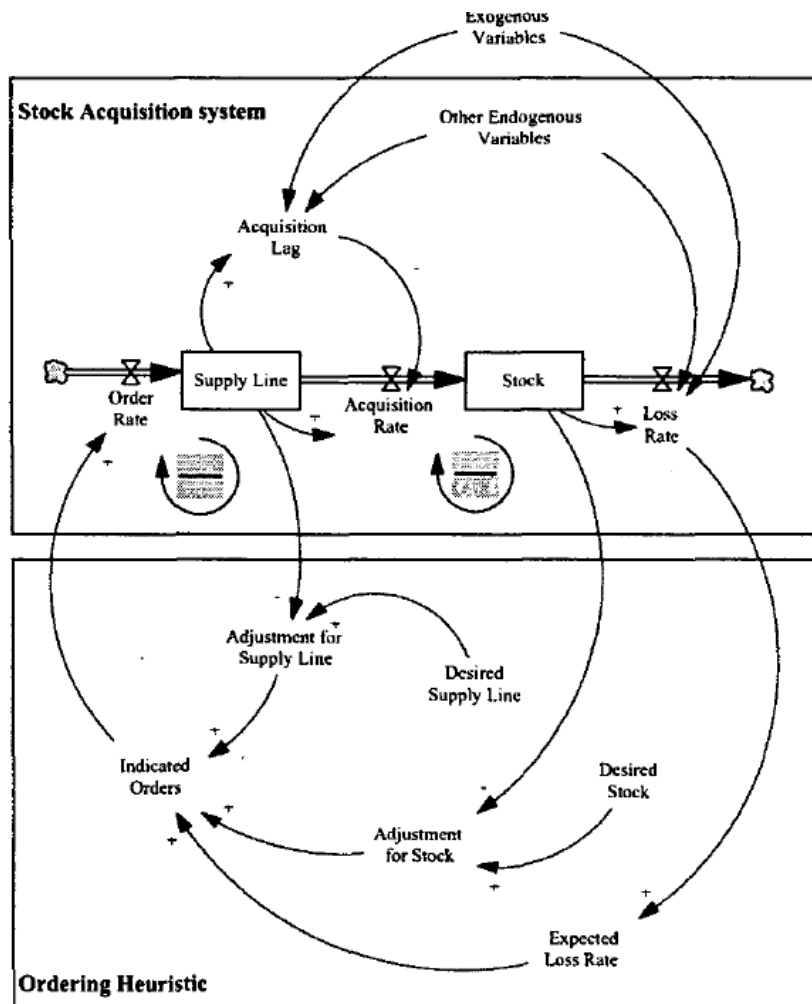 Exogenous
Variables
Stock Acquisition system
Other Endogenous
Variables
Acquisition
Lag
+
-
Supply Line
Stock
Order
Rate
+
Acquisition
Rate
+
Loss
Rate
+
Adjustment for
Supply Line
+
Desired
Supply Line
+
Indicated
Orders
+
-
Desired
Stock
+
Adjustment
for Stock
+
+
Expected
Loss Rate
Ordering Heuristic